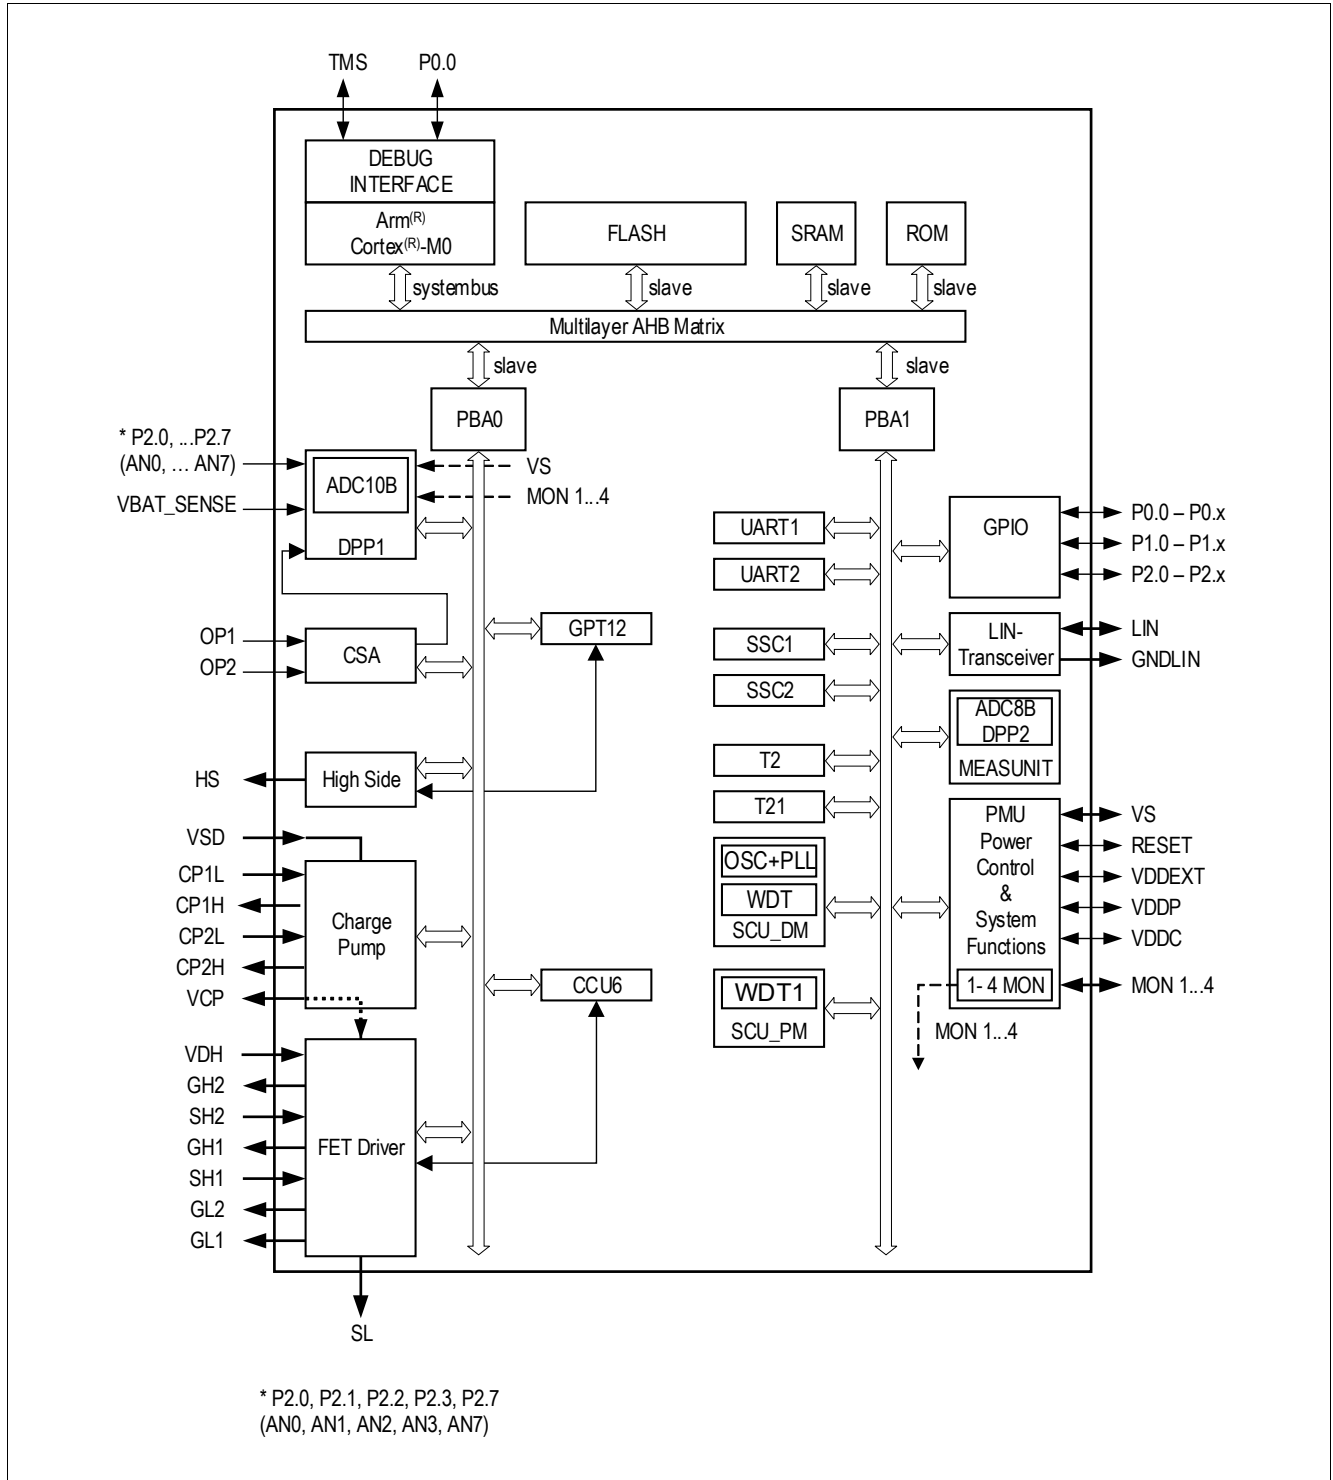 TMS
P0.0
DEBUG
INTERFACE
Arm(R)
Cortex(R)-M0
FLASH
SRAM
ROM
systembus
slave
slave
slave
Multilayer AHB Matrix
slave
slave
PBA0
PBA1
* P2.0, ...P2.7
(AN0, ... AN7)
VBAT_SENSE
ADC10B
DPP1
VS
MON 1...4
OP1
OP2
CSA
GPT12
HS
High Side
VSD
CP1L
CP1H
CP2L
CP2H
VCP
Charge
Pump
CCU6
VDH
GH2
SH2
GH1
SH1
GL2
GL1
FET Driver
SL
UART1
UART2
SSC1
SSC2
T2
T21
OSC+PLL
WDT
SCU_DM
WDT1
SCU_PM
GPIO
P0.0 – P0.x
P1.0 – P1.x
P2.0 – P2.x
LIN-
Transceiver
LIN
GNDLIN
ADC8B
DPP2
MEASUNIT
PMU
Power
Control
&
System
Functions
1- 4 MON
VS
RESET
VDDEXT
VDDP
VDDC
MON 1...4
MON 1...4
* P2.0, P2.1, P2.2, P2.3, P2.7
(AN0, AN1, AN2, AN3, AN7)